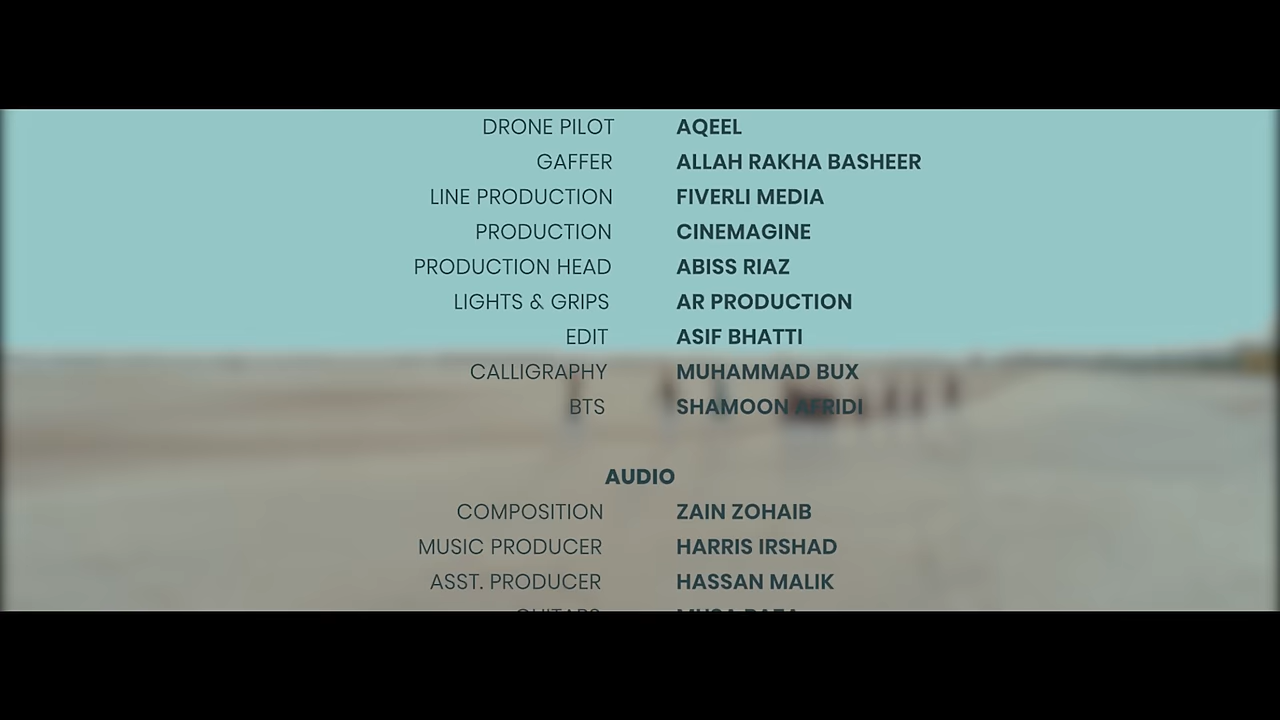 DRONE PILOT AQEEL
GAFFER ALLAH RAKHA BASHEER
LINE PRODUCTION FIVERLI MEDIA
PRODUCTION CINEMAGINE
PRODUCTION HEAD ABISS RIAZ
LIGHTS & GRIPS AR PRODUCTION
EDIT ASIF BHATTI
CALLIGRAPHY MUHAMMAD BUX
BTS SHAMOON AFRIDI
AUDIO
COMPOSITION ZAIN ZOHAIB
MUSIC PRODUCER HARRIS IRSHAD
ASST. PRODUCER HASSAN MALIK